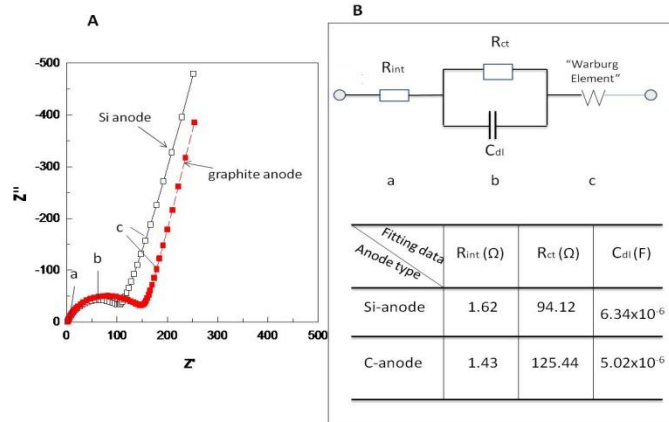 A
-500
-400
-300
-200
-100
0
Z"
Si anode
graphite anode
c
b
a
0 100 200 300 400 500
Z'
B
Rct
Rint
"Warburg
Element"
Cdl
a b c
Fitting data
Anode type
Rint (Ω) Rct (Ω) Cdl (F)
Si-anode 1.62 94.12 6.34x10-6
C-anode 1.43 125.44 5.02x10-6